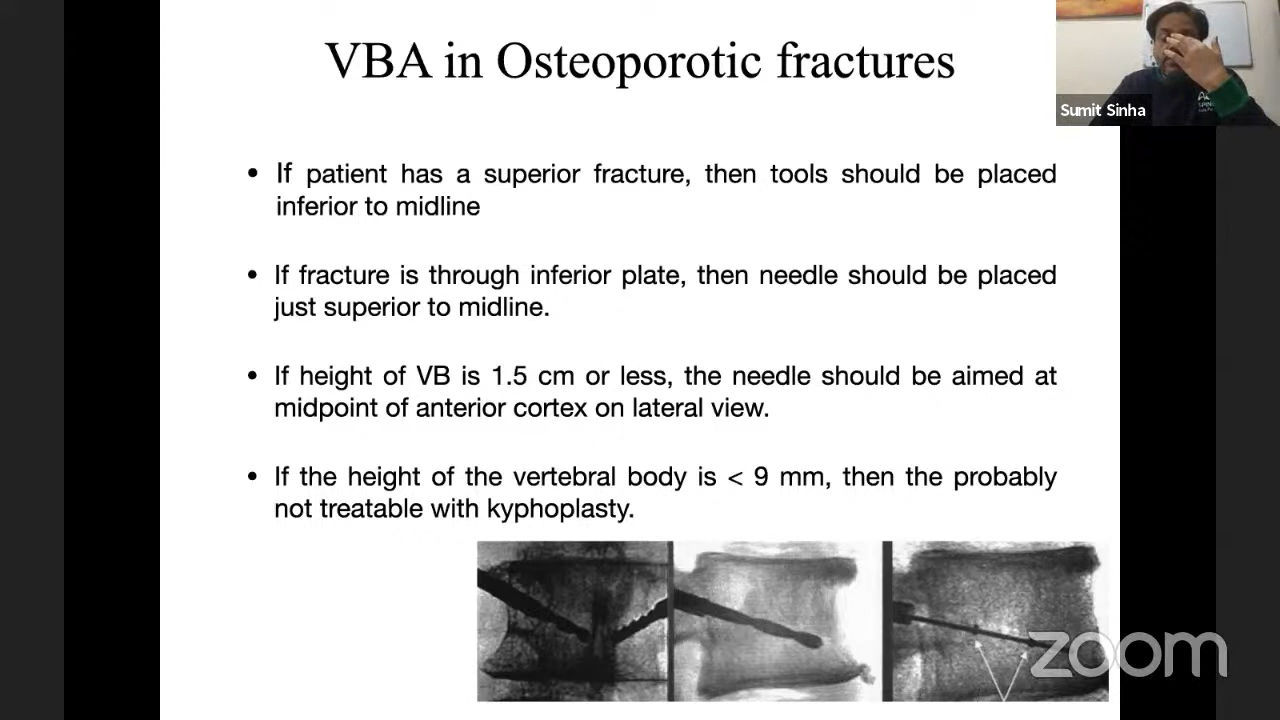 VBA in Osteoporotic fractures
Sumit Sinha
• If patient has a superior fracture, then tools should be placed
inferior to midline
• If fracture is through inferior plate, then needle should be placed
just superior to midline.
• If height of VB is 1.5 cm or less, the needle should be aimed at
midpoint of anterior cortex on lateral view.
• If the height of the vertebral body is < 9 mm, then the probably
not treatable with kyphoplasty.
zoom